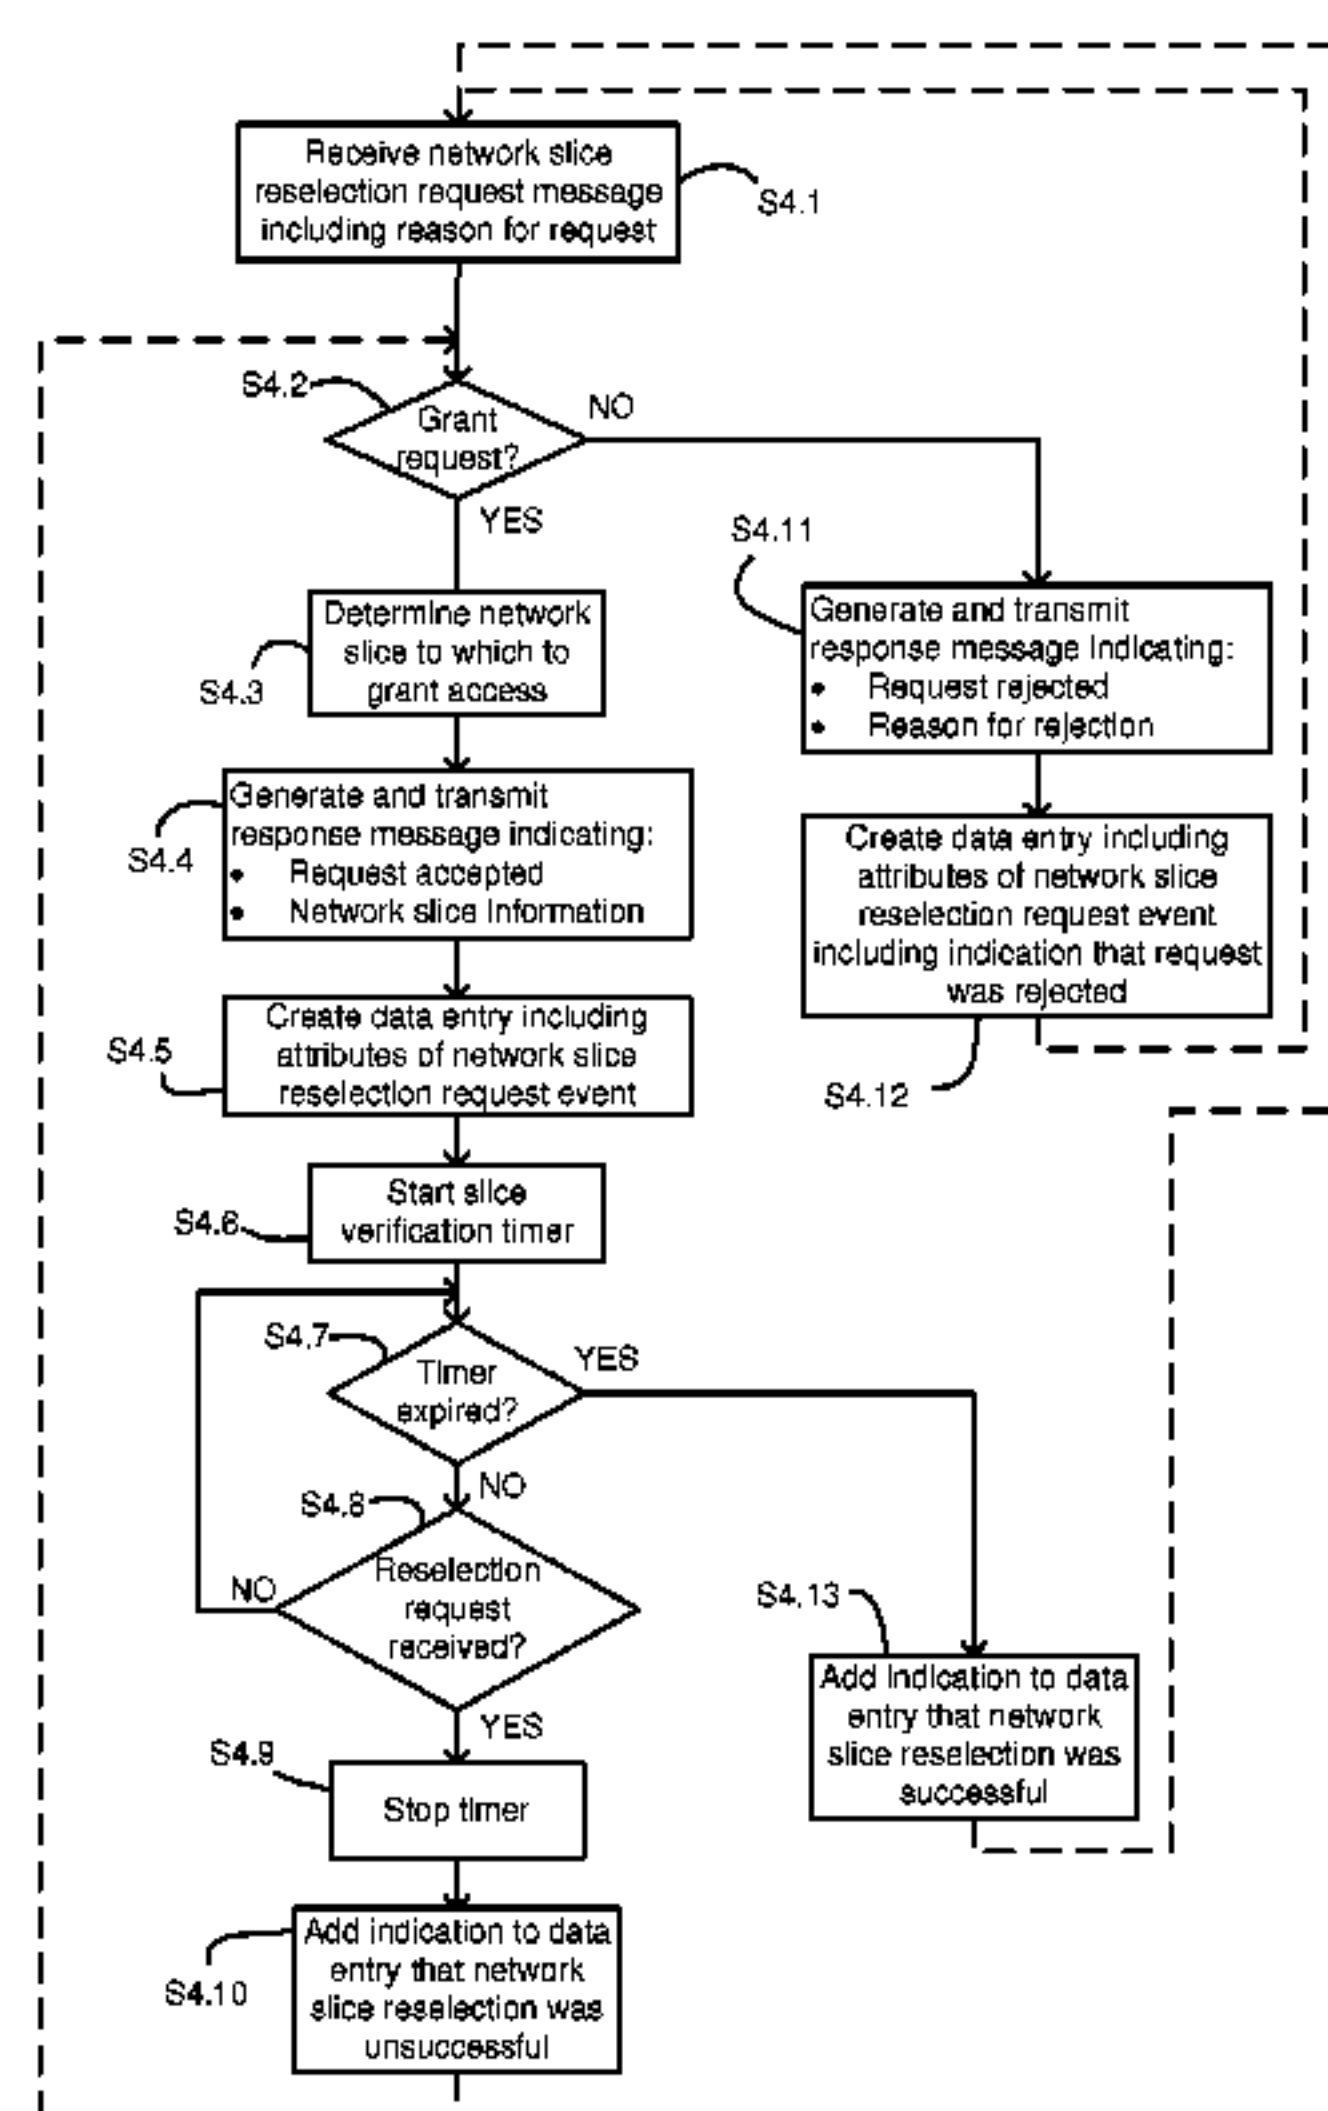 Receive network slice
reselection request message
including reason for request
S4.1
S4.2
Grant
request?
NO
YES
S4.11
Generate and transmit
response message indicating:
• Request rejected
• Reason for rejection
Determine network
slice to which to
grant access
S4.3
Generate and transmit
response message indicating:
• Request accepted
• Network slice Information
S4.4
Create data entry including
attributes of network slice
reselection request event
including indication that request
was rejected
S4.12
Create data entry including
attributes of network slice
reselection request event
S4.5
Start slice
verification timer
S4.6
S4.7
Timer
expired?
YES
NO
S4.8
Reselection
request
received?
NO
YES
S4.13
Add indication to data
entry that network
slice reselection was
successful
S4.9
Stop timer
Add indication to data
entry that network
slice reselection was
unsuccessful
S4.10